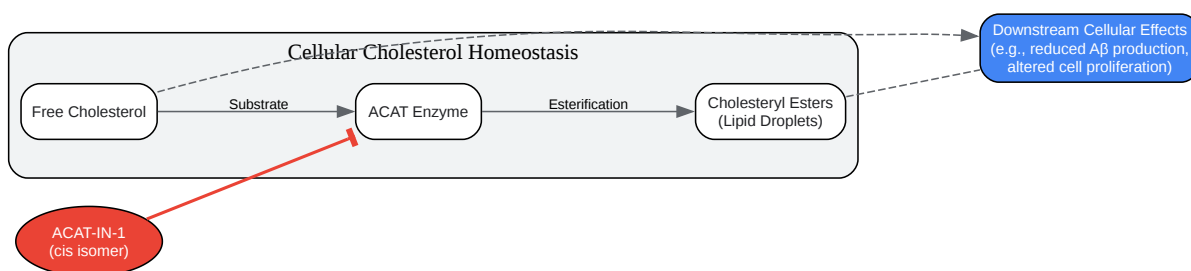 Downstream Cellular Effects
(e.g., reduced Aβ production,
altered cell proliferation)
Cellular Cholesterol Homeostasis
Free Cholesterol
Substrate
ACAT Enzyme
Esterification
Cholesteryl Esters
(Lipid Droplets)
ACAT-IN-1
(cis isomer)